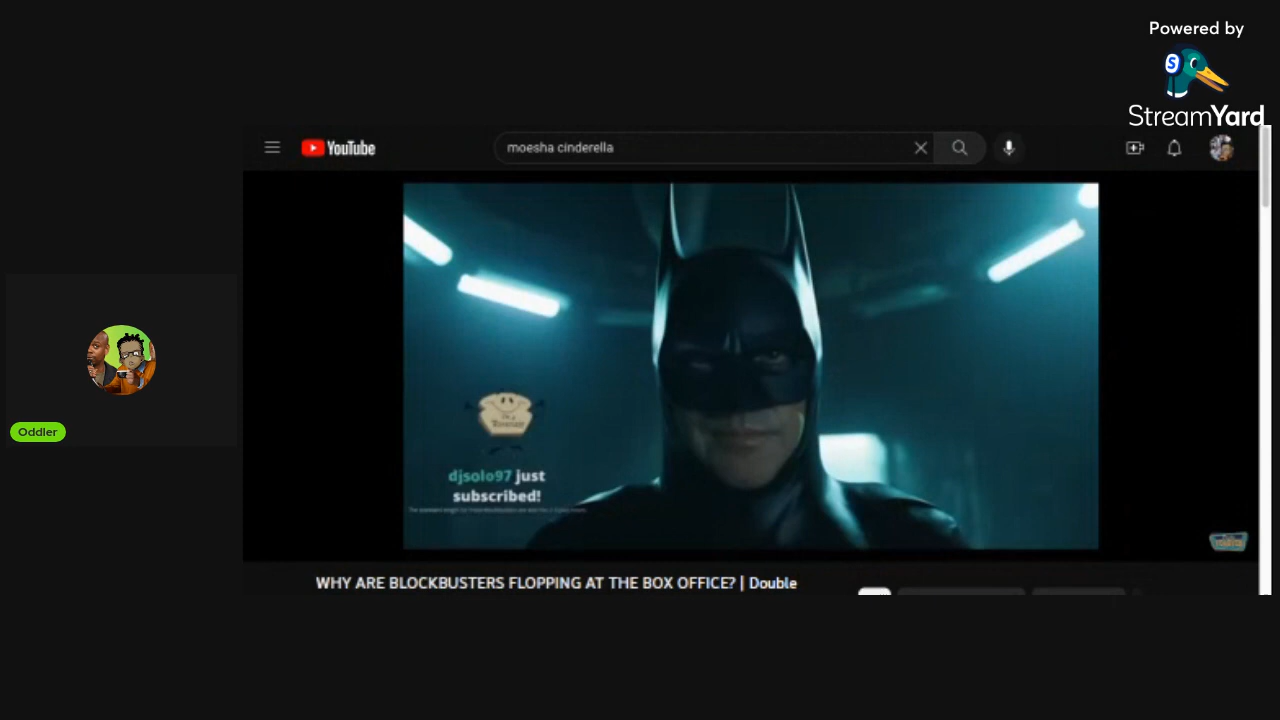 Powered by
StreamYard
YouTube
moesha cinderella
djsolo97 just
subscribed!
WHY ARE BLOCKBUSTERS FLOPPING AT THE BOX OFFICE? | Double
Oddler